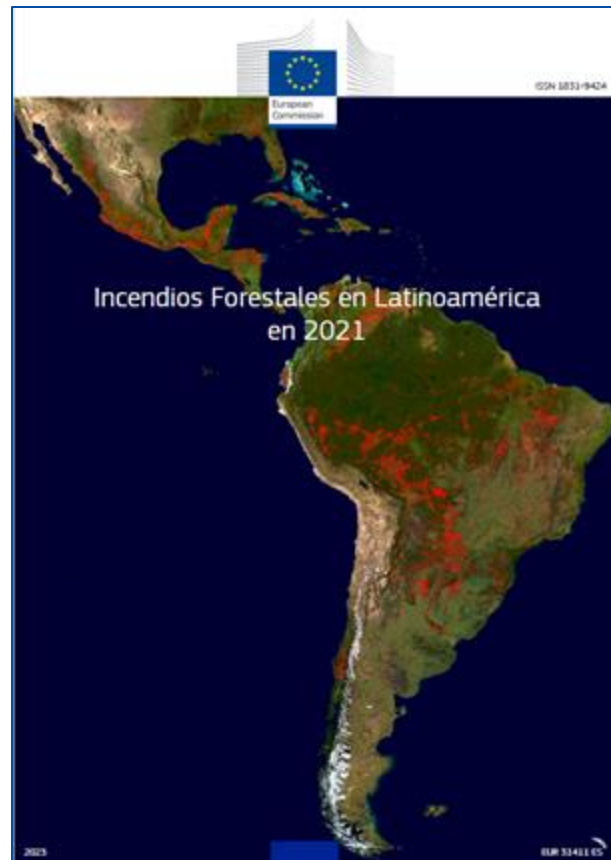 European
Commission
ISSN 1831-9424
Incendios Forestales en Latinoamérica
en 2021
2023
EUR 31411 ES